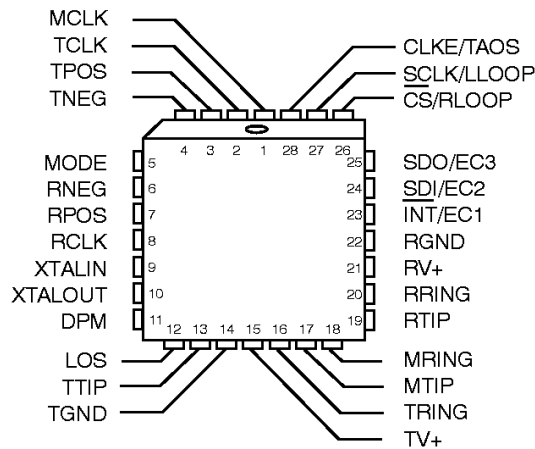 MCLK
TCLK
TPOS
TNEG
CLKE/TAOS
SCLK/LLOOP
CS/RLOOP
4 3 2 1 28 27 26
MODE 5
RNEG 6
RPOS 7
RCLK 8
XTALIN 9
XTALOUT 10
DPM 11
25 SDO/EC3
24 SDI/EC2
23 INT/EC1
22 RGND
21 RV+
20 RRING
19 RTIP
12 13 14 15 16 17 18
LOS
TTIP
TGND
MRING
MTIP
TRING
TV+